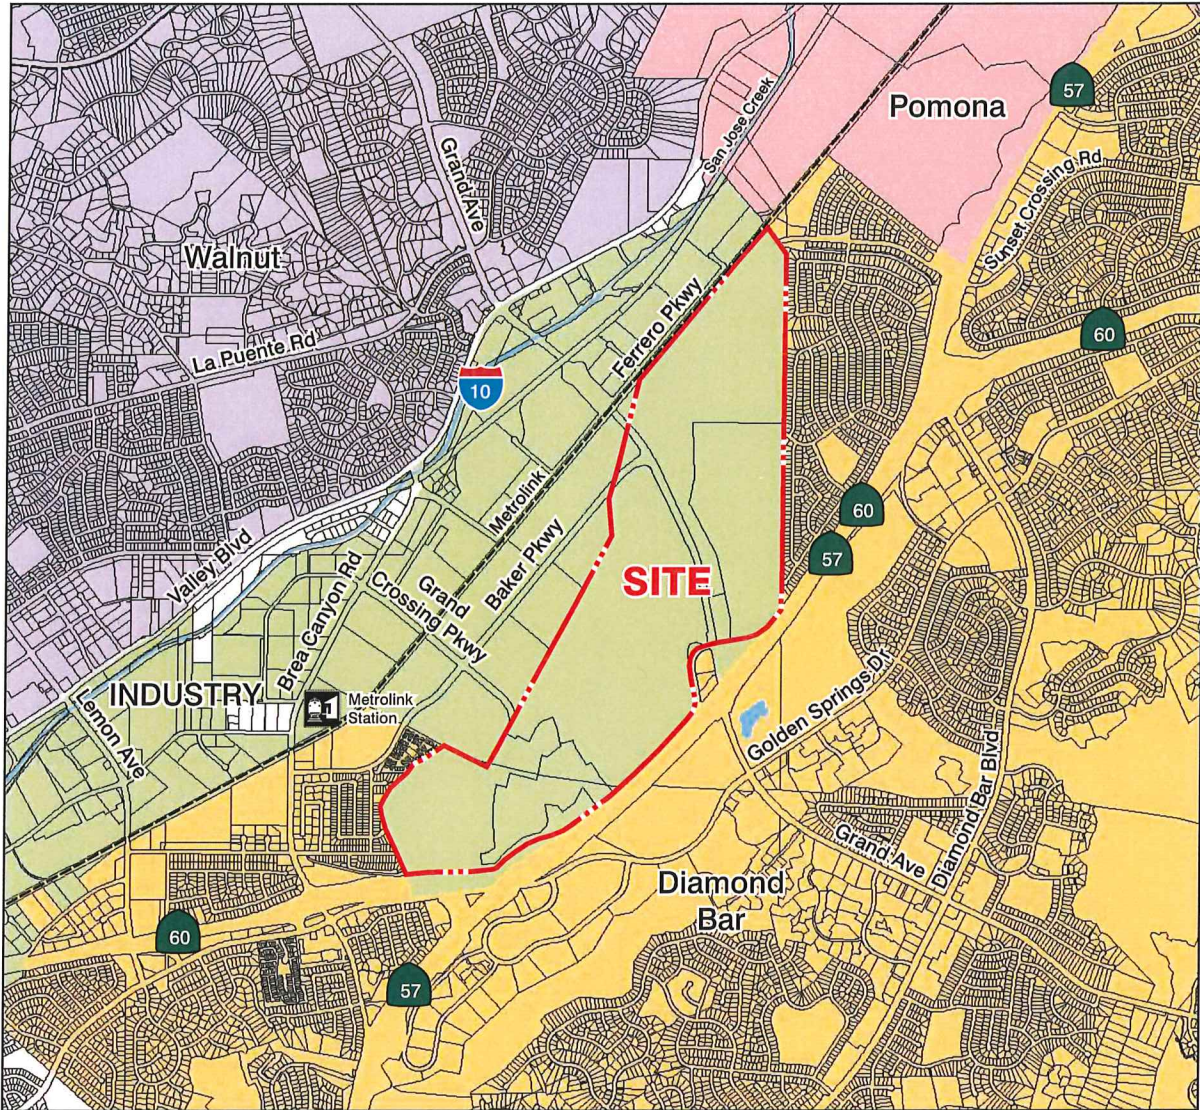 57
Pomona
San Jose Creek
Grand Ave
Sunset Crossing Rd
Walnut
Ferrero Pkwy
60
La Puente Rd
10
Metrolink
60
57
Valley Blvd
Baker Pkwy
SITE
Brea Canyon Rd
Grand
Crossing Pkwy
INDUSTRY
Metrolink
Station
Lemon Ave
Golden Springs Dr
Diamond Bar Blvd
Grand Ave
Diamond
Bar
60
57